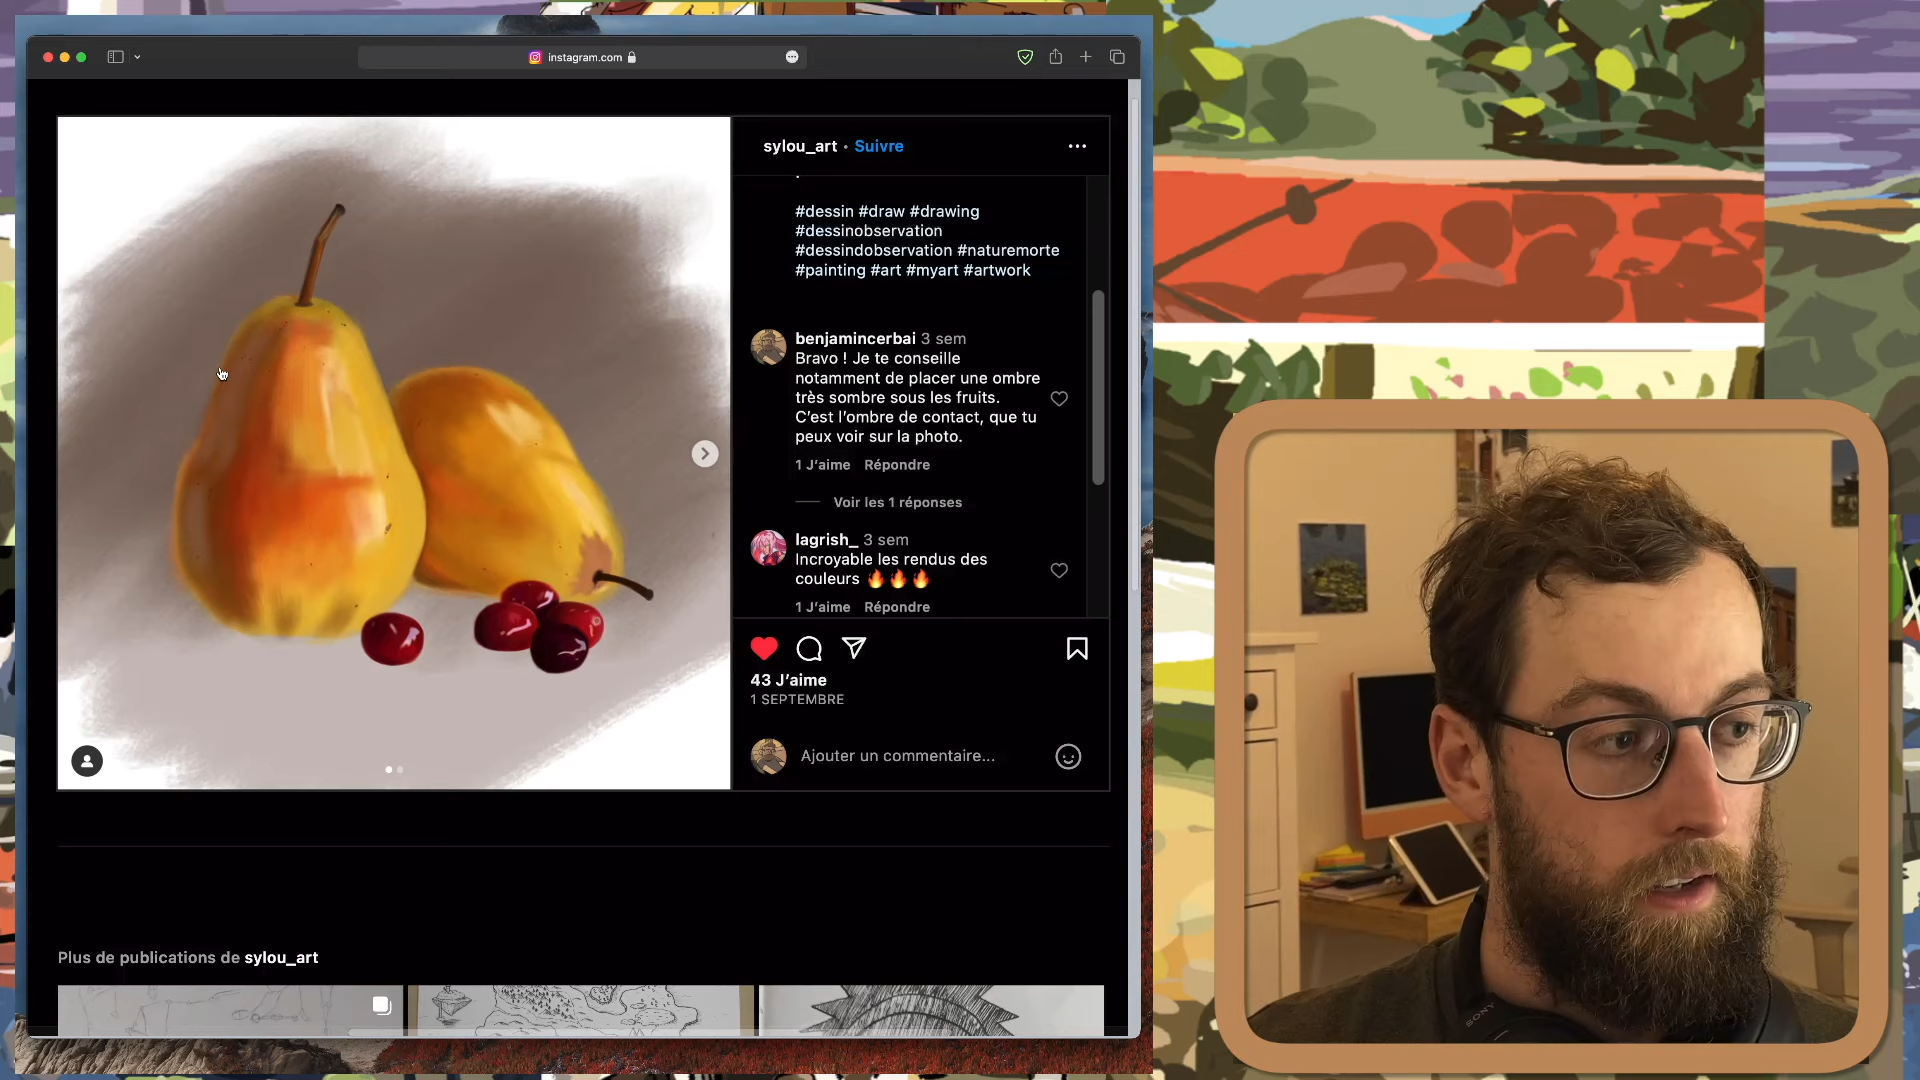 instagram.com
sylou_art • Suivre
#dessin #draw #drawing
#dessinobservation
#dessindobservation #naturemorte
#painting #art #myart #artwork
benjamincerbai 3 sem
Bravo ! Je te conseille
notamment de placer une ombre
très sombre sous les fruits.
C'est l'ombre de contact, que tu
peux voir sur la photo.
1 J'aime Répondre
Voir les 1 réponses
lagrish_ 3 sem
Incroyable les rendus des
couleurs 🔥🔥🔥
1 J'aime Répondre
43 J'aime
1 SEPTEMBRE
Ajouter un commentaire...
Plus de publications de sylou_art
SONY